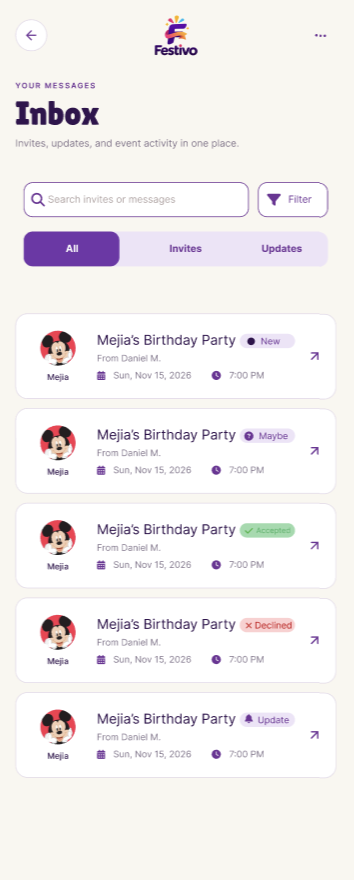 Festivo
YOUR MESSAGES
Inbox
Invites, updates, and event activity in one place.
Search invites or messages
Filter
All Invites Updates
Mejia's Birthday Party New
From Daniel M.
Mejia Sun, Nov 15, 2026 7:00 PM
Mejia's Birthday Party Maybe
From Daniel M.
Mejia Sun, Nov 15, 2026 7:00 PM
Mejia's Birthday Party Accepted
From Daniel M.
Mejia Sun, Nov 15, 2026 7:00 PM
Mejia's Birthday Party Declined
From Daniel M.
Mejia Sun, Nov 15, 2026 7:00 PM
Mejia's Birthday Party Update
From Daniel M.
Mejia Sun, Nov 15, 2026 7:00 PM